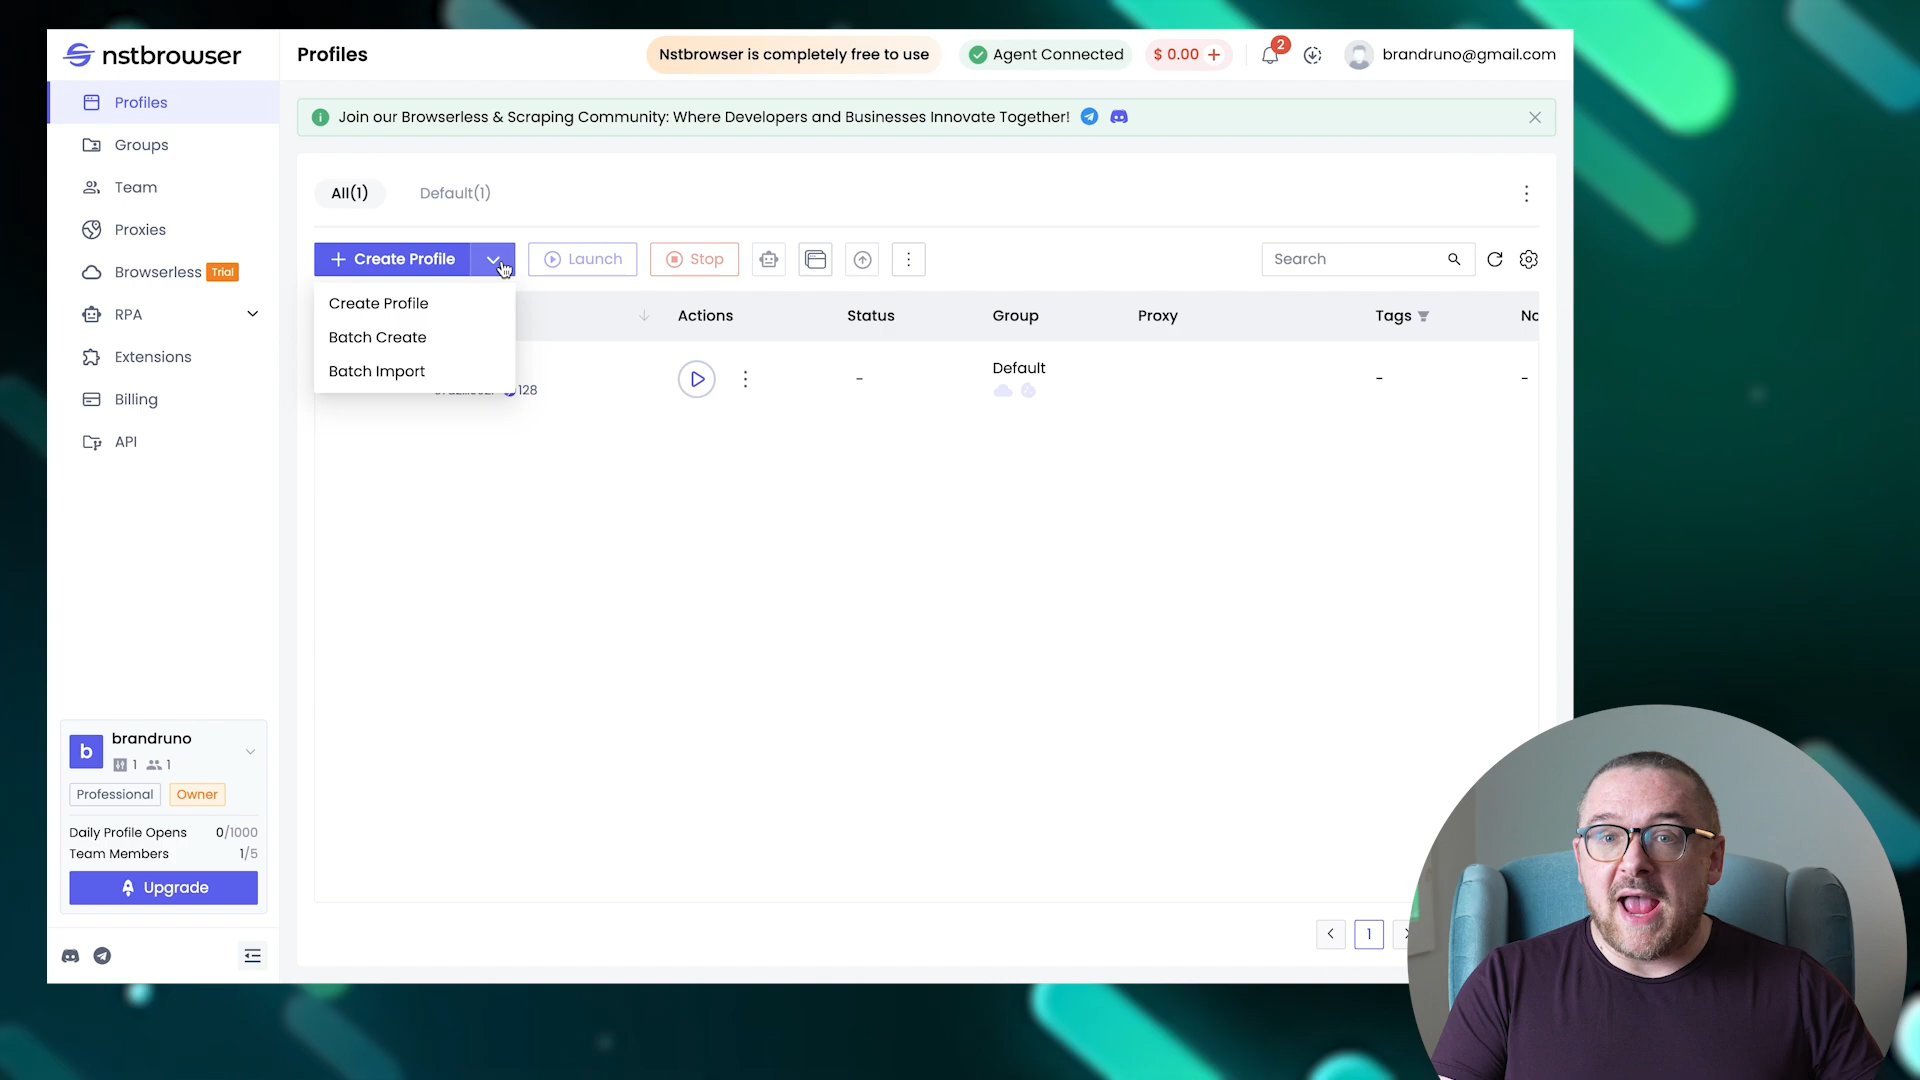 nstbrowser
Profiles
Nstbrowser is completely free to use
Agent Connected
$ 0.00 +
2
brandruno@gmail.com
Profiles
Groups
Team
Proxies
Browserless Trial
RPA
Extensions
Billing
API
Join our Browserless & Scraping Community: Where Developers and Businesses Innovate Together!
All(1)
Default(1)
+ Create Profile
Launch
Stop
Search
Create Profile
Batch Create
Batch Import
Actions
Status
Group
Proxy
Tags
No
128
-
Default
-
-
b
brandruno
1
1
Professional
Owner
Daily Profile Opens 0/1000
Team Members 1/5
Upgrade
1